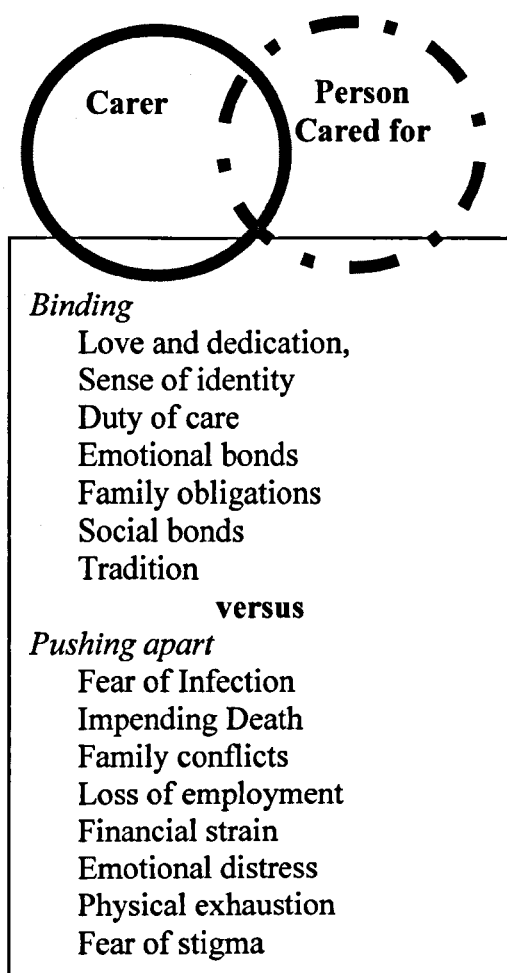 Carer
Person
Cared for
Binding
Love and dedication,
Sense of identity
Duty of care
Emotional bonds
Family obligations
Social bonds
Tradition
versus
Pushing apart
Fear of Infection
Impending Death
Family conflicts
Loss of employment
Financial strain
Emotional distress
Physical exhaustion
Fear of stigma